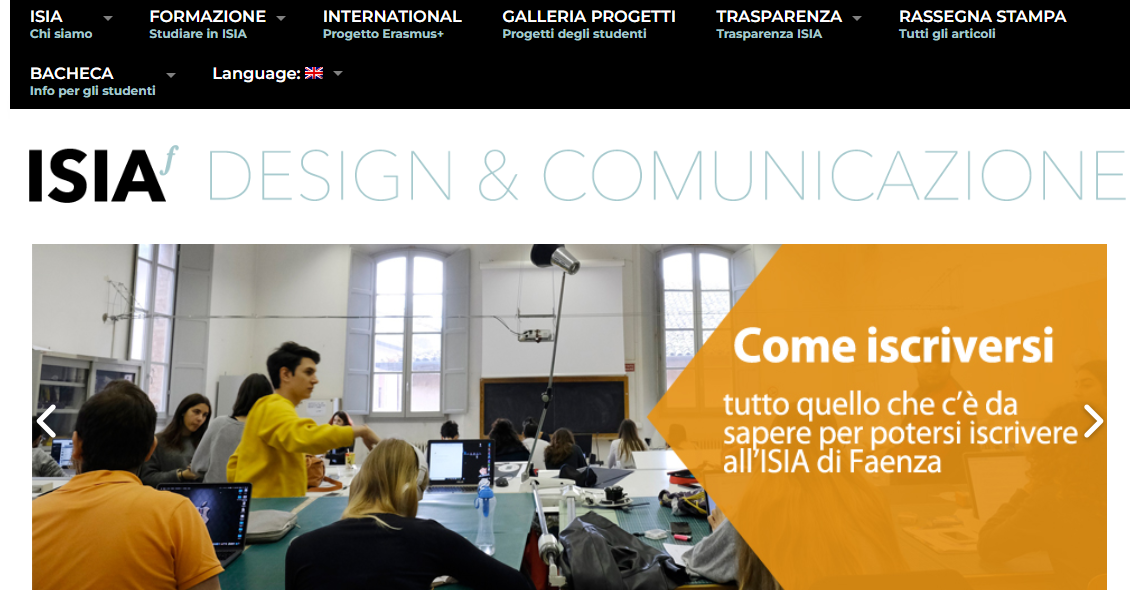 ISIA
Chi siamo
FORMAZIONE
Studiare in ISIA
INTERNATIONAL
Progetto Erasmus+
GALLERIA PROGETTI
Progetti degli studenti
TRASPARENZA
Trasparenza ISIA
RASSEGNA STAMPA
Tutti gli articoli
BACHECA
Info per gli studenti
Language:
ISIAf DESIGN & COMUNICAZIONE
Come iscriversi
tutto quello che c'è da
sapere per potersi iscrivere
all'ISIA di Faenza